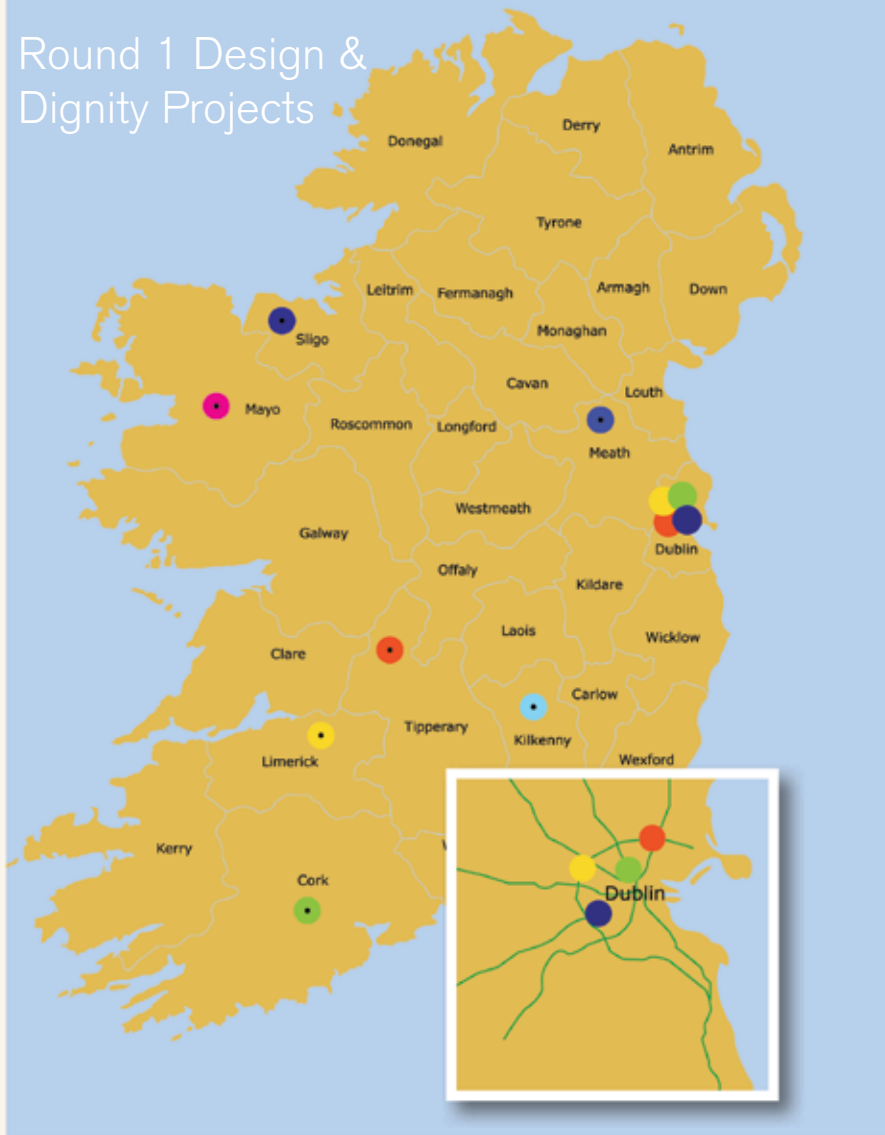 Round 1 Design &
Dignity Projects
Donegal
Derry
Antrim
Tyrone
Leitrim
Fermanagh
Armagh
Down
Monaghan
Sligo
Cavan
Louth
Mayo
Roscommon
Longford
Meath
Westmeath
Galway
Dublin
Offaly
Kildare
Laois
Wicklow
Clare
Carlow
Tipperary
Kilkenny
Limerick
Wexford
Kerry
Cork
Dublin